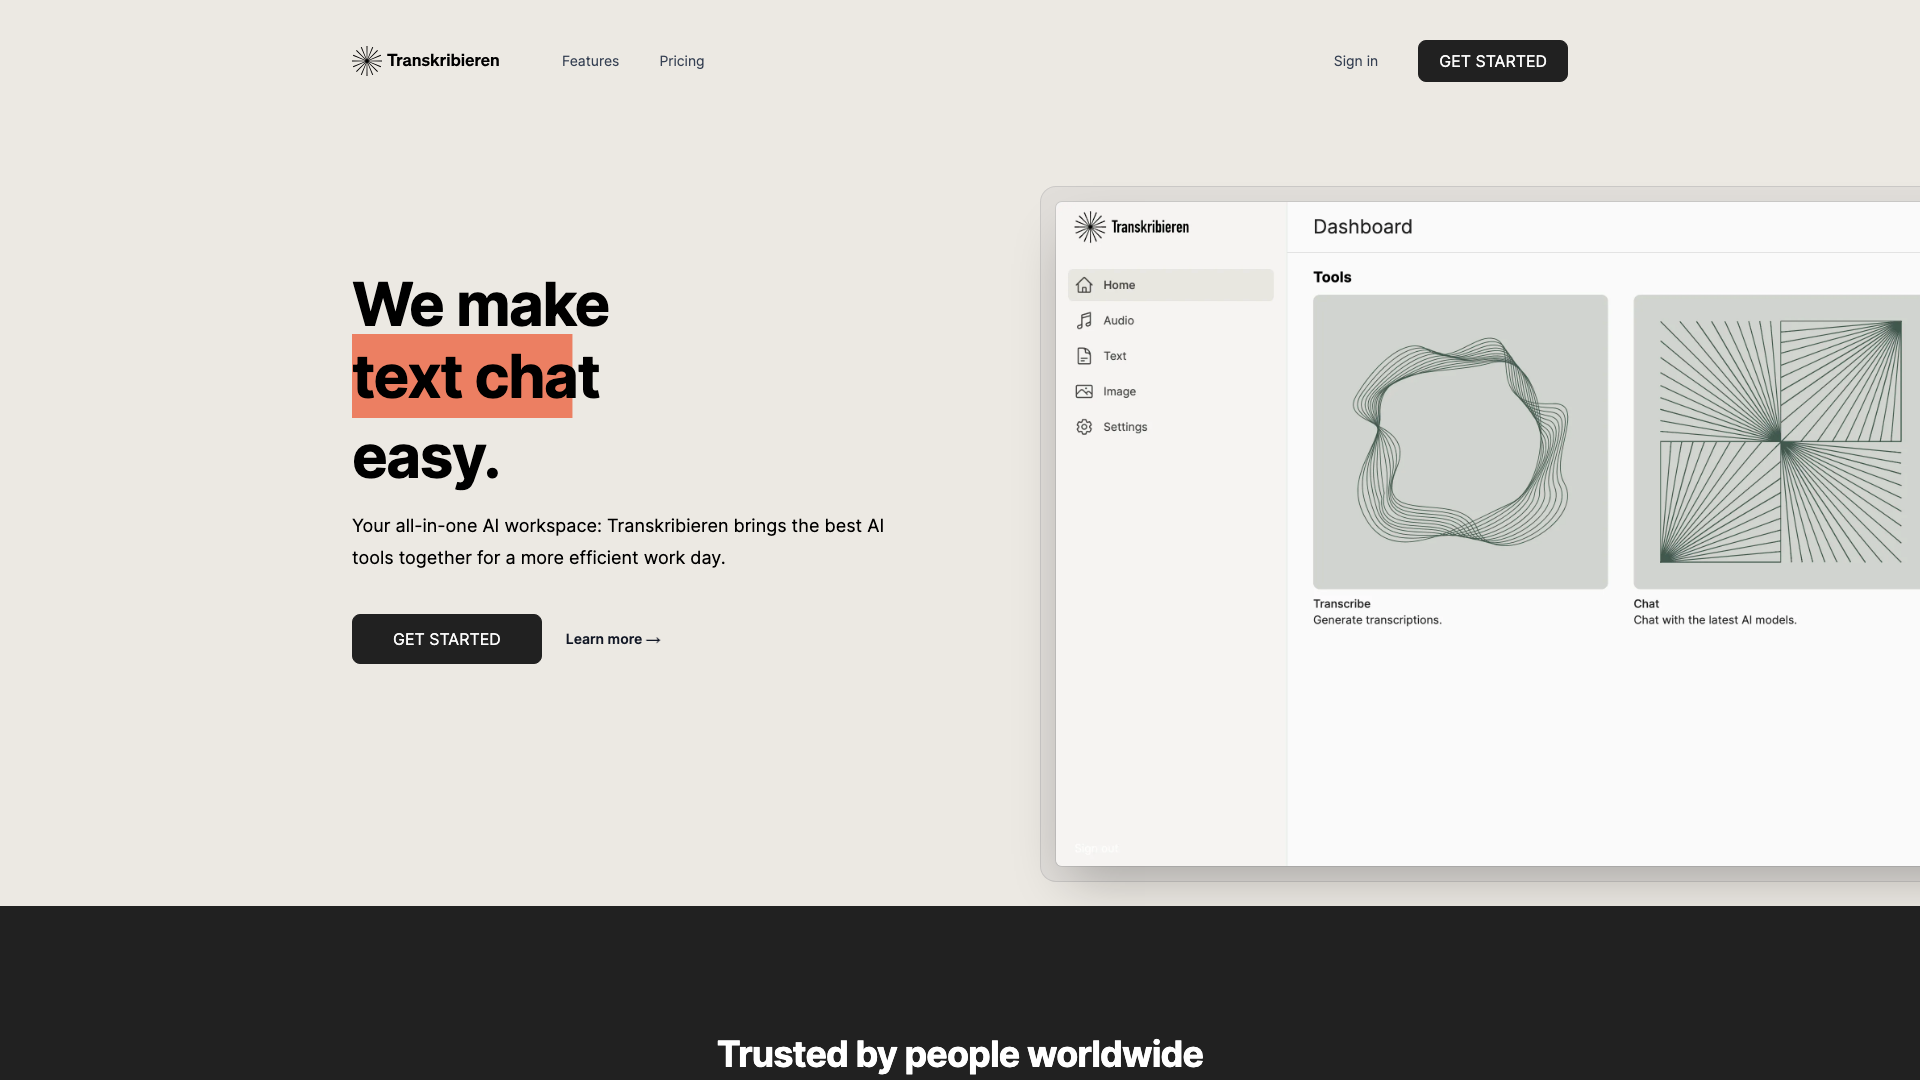 Transkribieren
Features
Pricing
Sign in
GET STARTED
We make
text chat
easy.
Your all-in-one AI workspace: Transkribieren brings the best AI
tools together for a more efficient work day.
GET STARTED
Learn more →
Transkribieren
Home
Audio
Text
Image
Settings
Sign out
Dashboard
Tools
Transcribe
Generate transcriptions.
Chat
Chat with the latest AI models.
Trusted by people worldwide